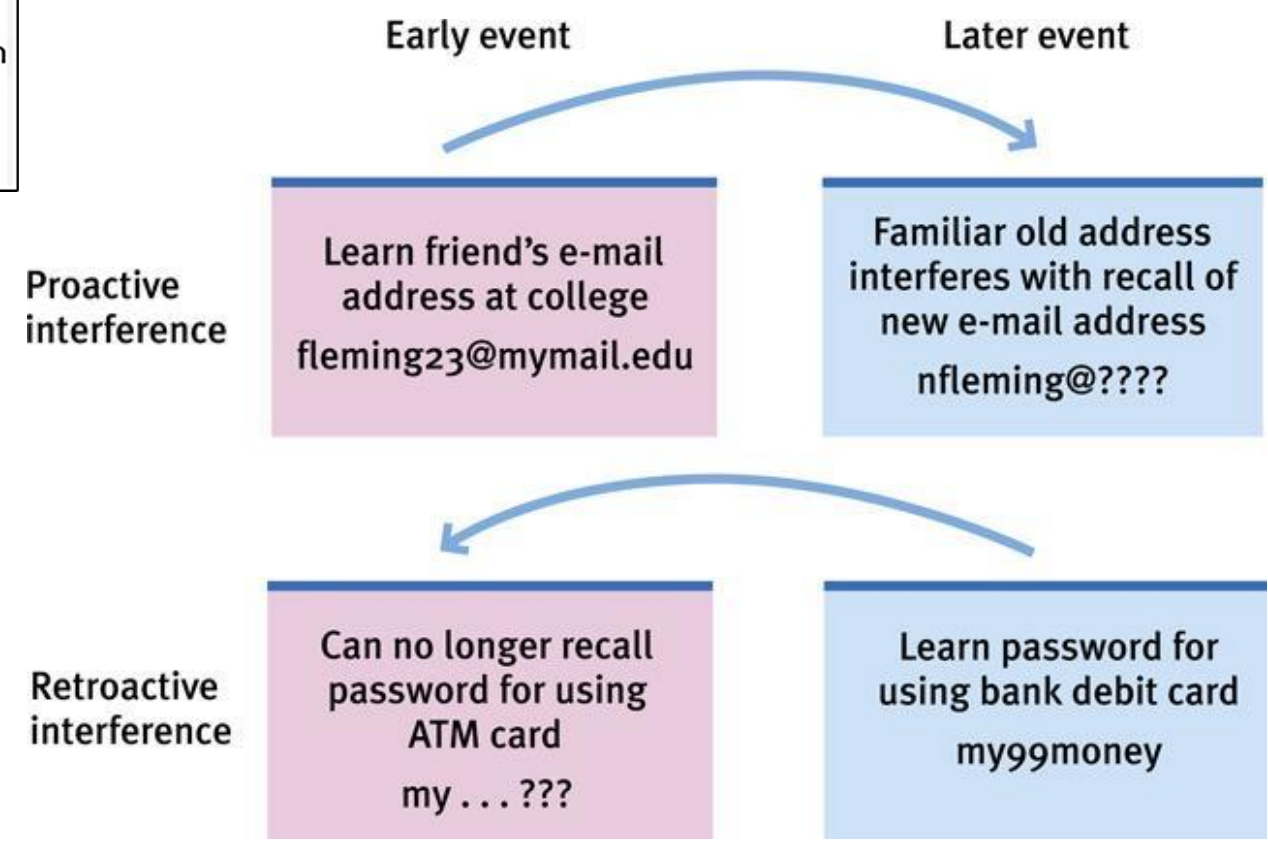 n
Early event
Later event
Proactive
interference
Learn friend's e-mail
address at college
fleming23@mymail.edu
Familiar old address
interferes with recall of
new e-mail address
nfleming@????
Retroactive
interference
Can no longer recall
password for using
ATM card
my . . . ???
Learn password for
using bank debit card
my99money